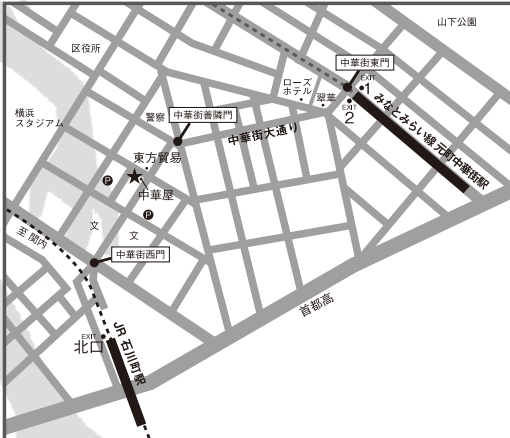 山下公園
区役所
中華街東門
ローズ
ホテル
翠華
EXIT
1
EXIT
2
みなとみらい線 元町中華街駅
横浜
スタジアム
警察
中華街善隣門
中華街大通り
東方貿易
P
中華屋
P
文
文
至 関内
中華街西門
首都高
EXIT
北口
JR 石川町駅